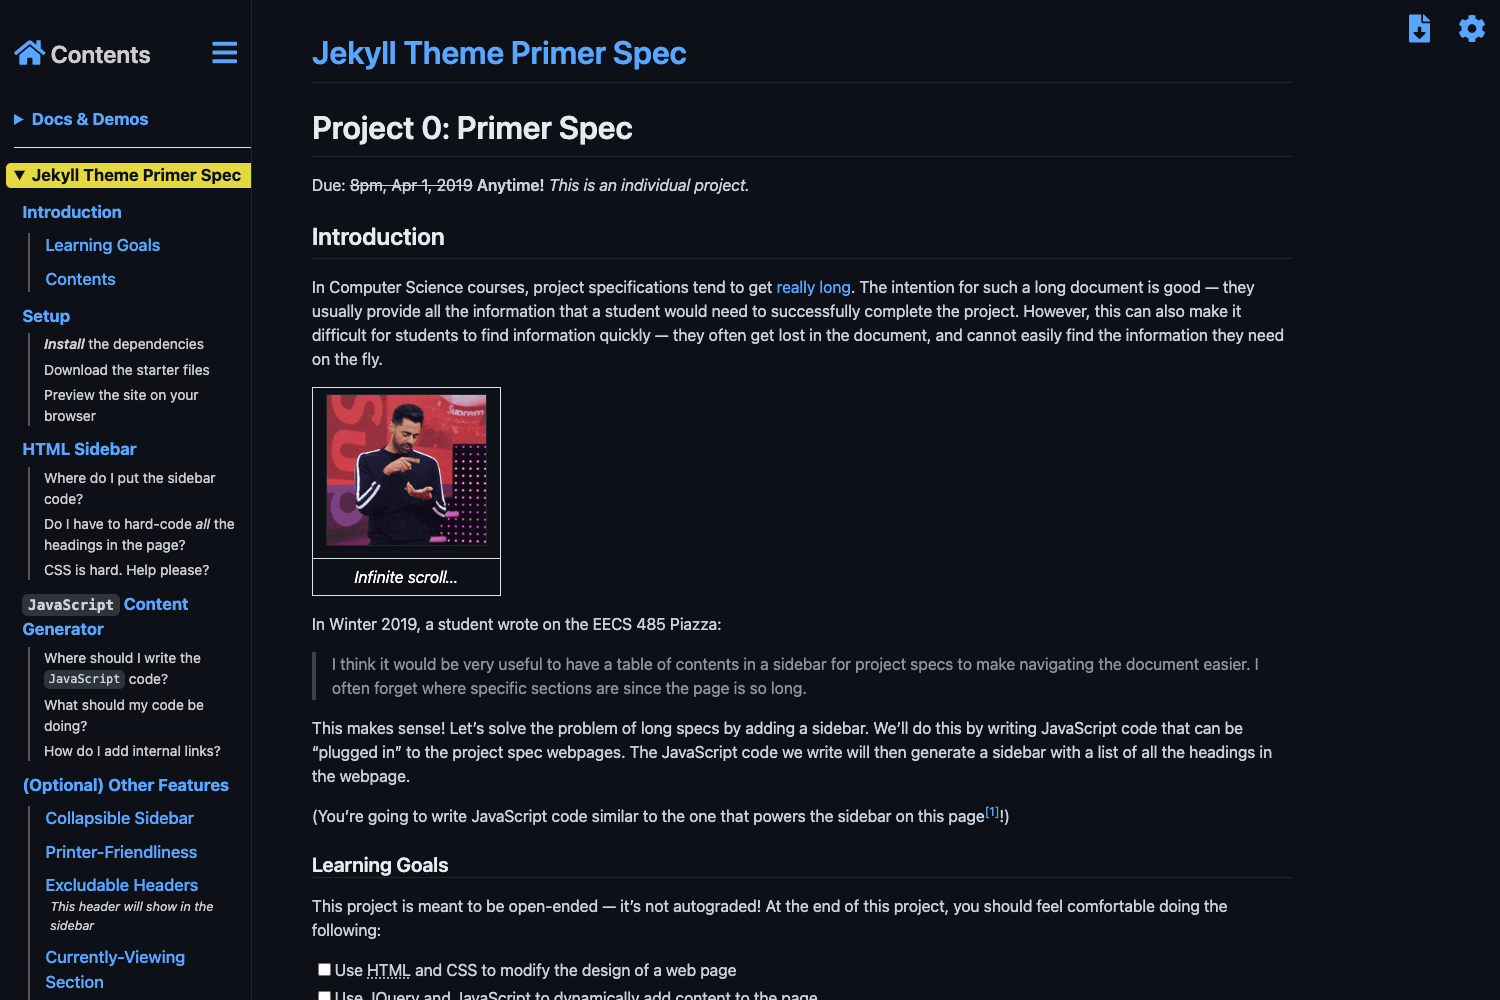 Contents
Docs & Demos
Jekyll Theme Primer Spec
Introduction
Learning Goals
Contents
Setup
Install the dependencies
Download the starter files
Preview the site on your
browser
HTML Sidebar
Where do I put the sidebar
code?
Do I have to hard-code all the
headings in the page?
CSS is hard. Help please?
JavaScript Content
Generator
Where should I write the
JavaScript code?
What should my code be
doing?
How do I add internal links?
(Optional) Other Features
Collapsible Sidebar
Printer-Friendliness
Excludable Headers
This header will show in the
sidebar
Currently-Viewing
Section
Jekyll Theme Primer Spec
Project 0: Primer Spec
Due: 8pm, Apr 1, 2019 Anytime! This is an individual project.
Introduction
In Computer Science courses, project specifications tend to get really long. The intention for such a long document is good — they
usually provide all the information that a student would need to successfully complete the project. However, this can also make it
difficult for students to find information quickly — they often get lost in the document, and cannot easily find the information they need
on the fly.
Supreme
Infinite scroll...
In Winter 2019, a student wrote on the EECS 485 Piazza:
I think it would be very useful to have a table of contents in a sidebar for project specs to make navigating the document easier. I
often forget where specific sections are since the page is so long.
This makes sense! Let’s solve the problem of long specs by adding a sidebar. We’ll do this by writing JavaScript code that can be
“plugged in” to the project spec webpages. The JavaScript code we write will then generate a sidebar with a list of all the headings in
the webpage.
(You’re going to write JavaScript code similar to the one that powers the sidebar on this page[1]!)
Learning Goals
This project is meant to be open-ended — it’s not autograded! At the end of this project, you should feel comfortable doing the
following:
Use HTML and CSS to modify the design of a web page
Use JQuery and JavaScript to dynamically add content to the page